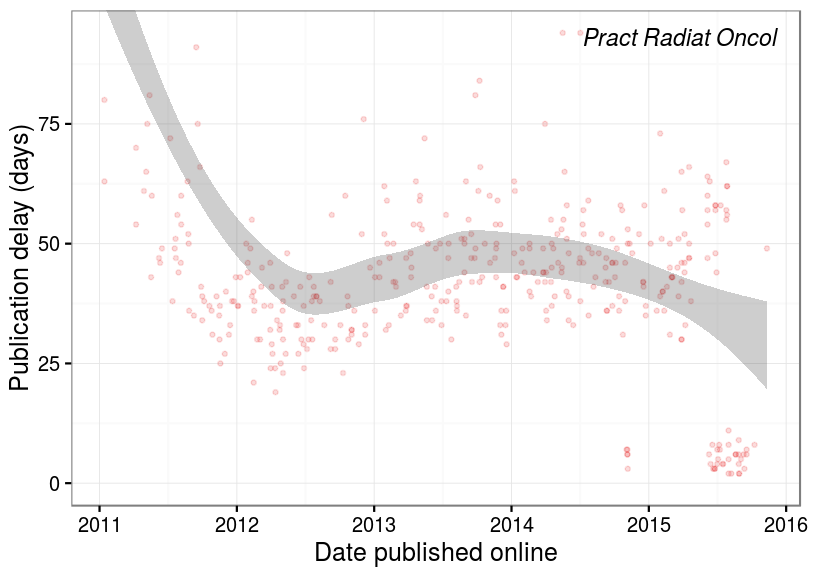 Pract Radiat Oncol
Publication delay (days)
75
50
25
0
2011 2012 2013 2014 2015 2016
Date published online